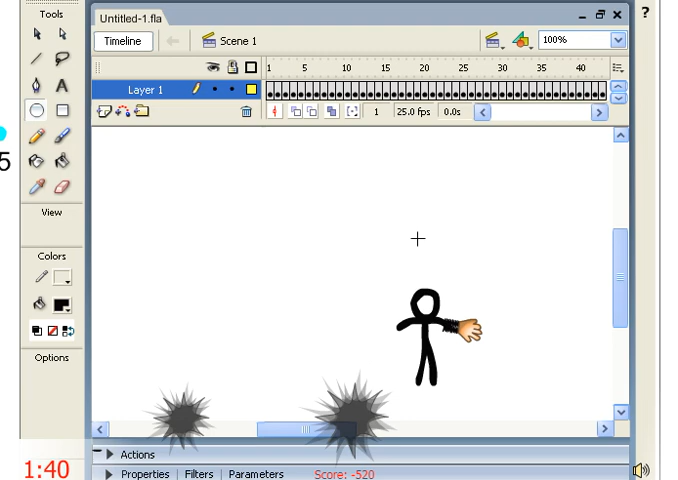 Tools
Untitled-1.fla
?
Timeline
Scene 1
100%
1 5 10 15 20 25 30 35 40
Layer 1
1 25.0 fps 0.0s
A
5
View
Colors
Options
Actions
Properties Filters Parameters
Score: -520
1:40